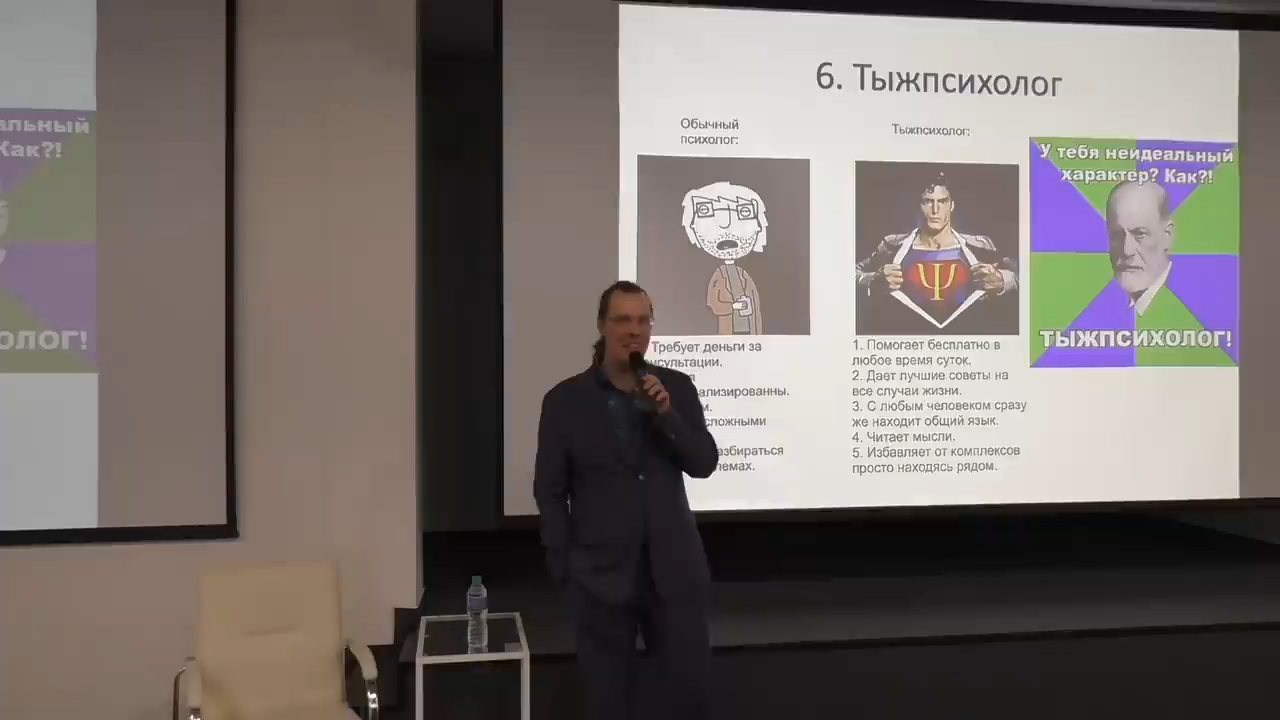 альный
Как?!
ОЛОГ!
6. Тыжпсихолог
Обычный
психолог:
Тыжпсихолог:
У тебя неидеальный
характер? Как?!
Ψ
ТЫЖПСИХОЛОГ!
Требует деньги за
нсультации.
я
ализированны.
м.
сложными
азбираться
лемах.
1. Помогает бесплатно в
любое время суток.
2. Дает лучшие советы на
все случаи жизни.
3. С любым человеком сразу
же находит общий язык.
4. Читает мысли.
5. Избавляет от комплексов
просто находясь рядом.